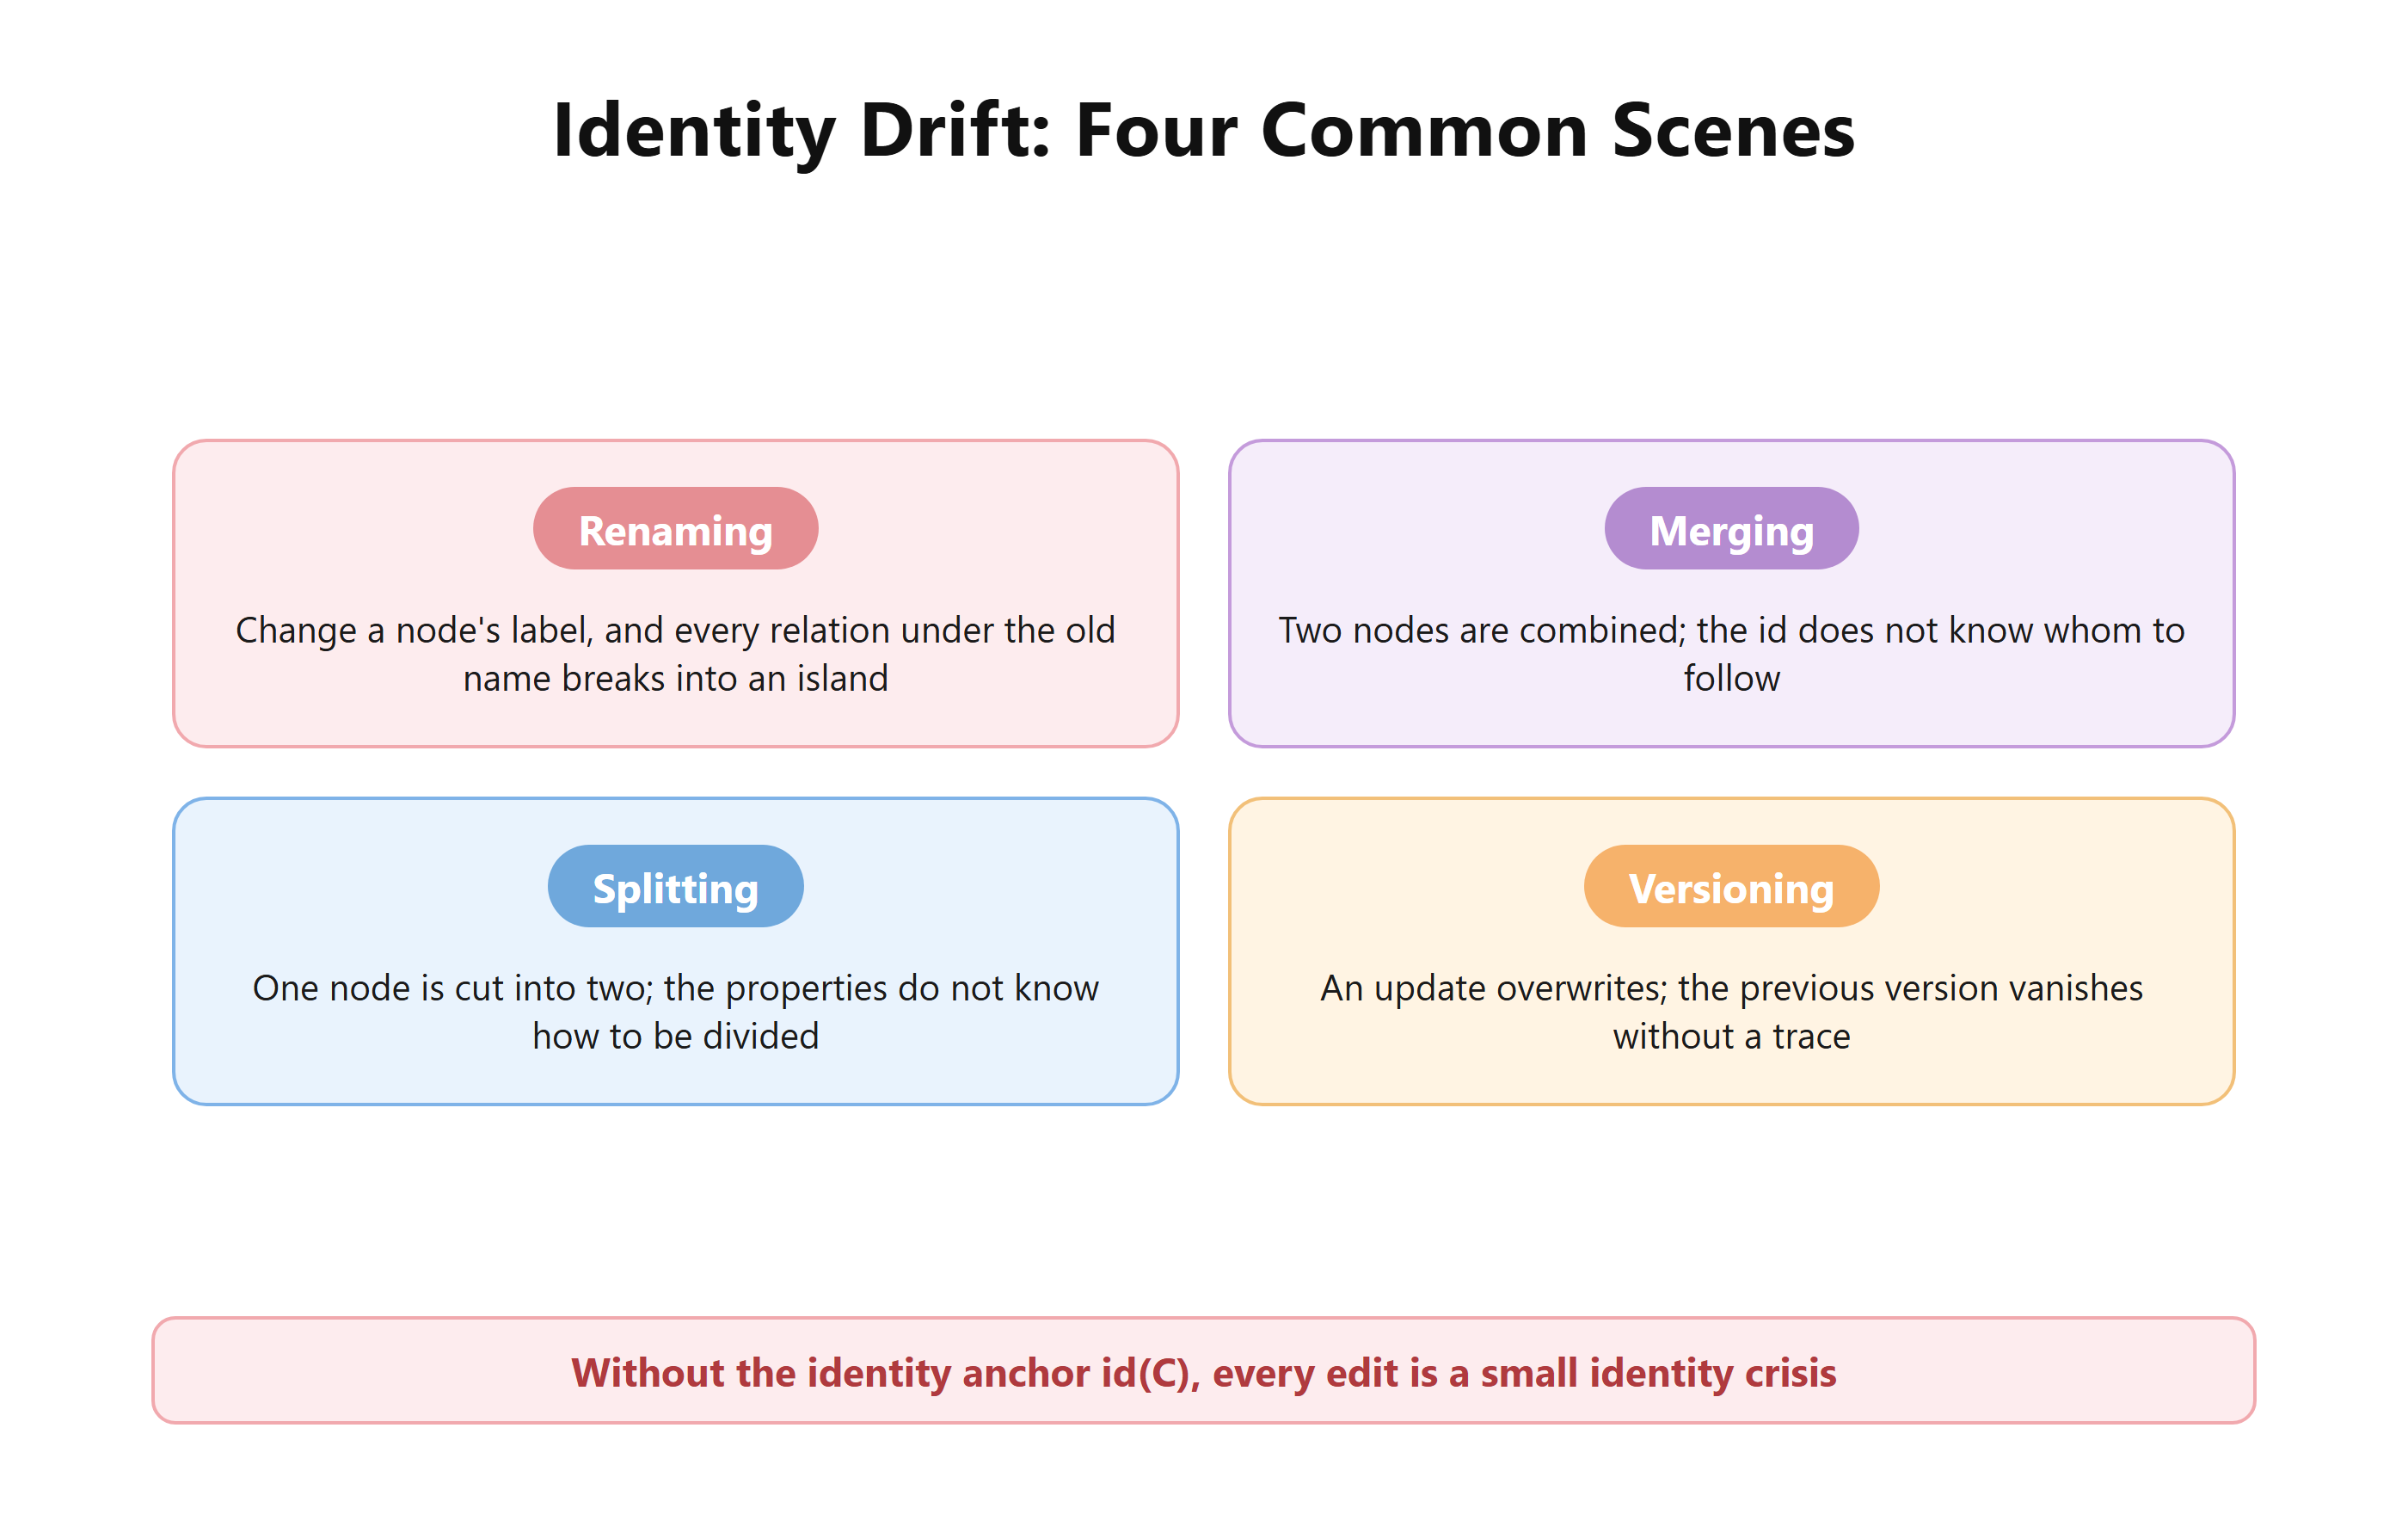 Identity Drift: Four Common Scenes
Renaming
Change a node's label, and every relation under the old
name breaks into an island
Merging
Two nodes are combined; the id does not know whom to
follow
Splitting
One node is cut into two; the properties do not know
how to be divided
Versioning
An update overwrites; the previous version vanishes
without a trace
Without the identity anchor id(C), every edit is a small identity crisis